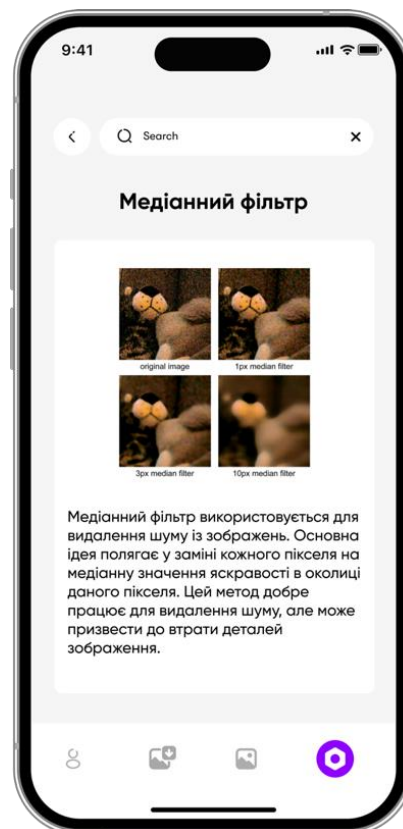 9:41
Search
Медіанний фільтр
original image
1px median filter
3px median filter
10px median filter
Медіанний фільтр використовується для
видалення шуму із зображень. Основна
ідея полягає у заміні кожного пікселя на
медіанну значення яскравості в околиці
даного пікселя. Цей метод добре
працює для видалення шуму, але може
призвести до втрати деталей
зображення.